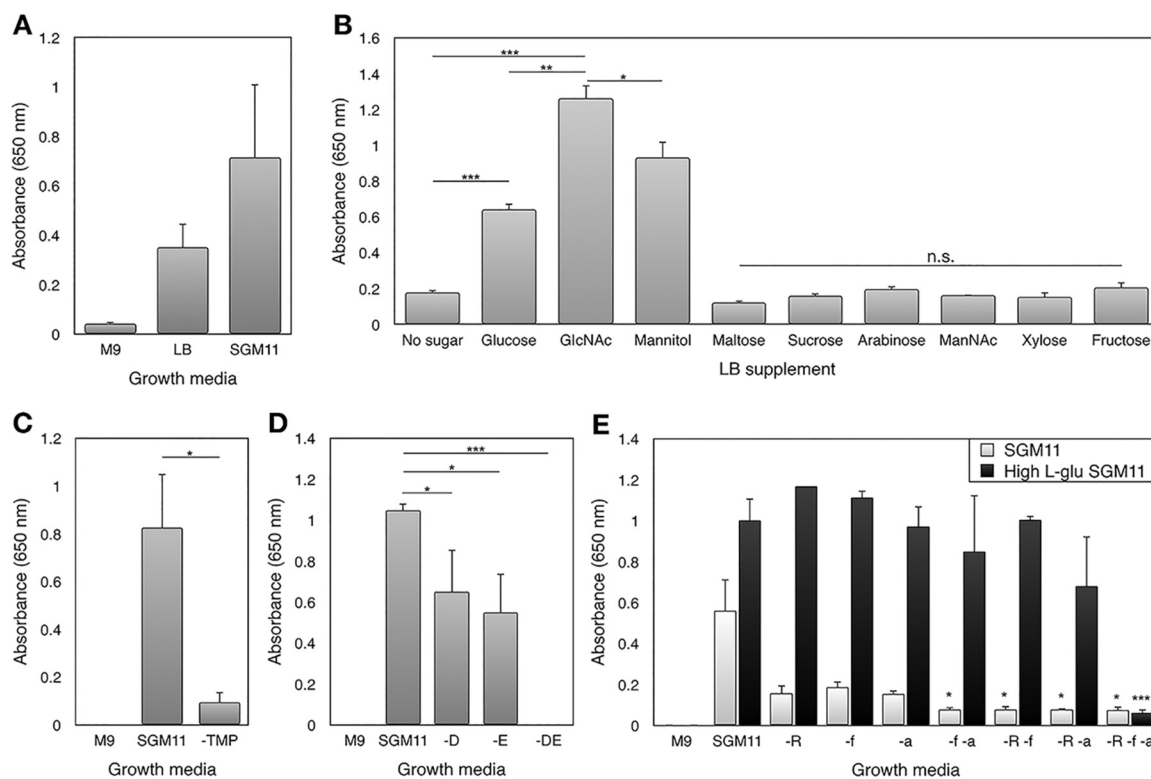 A
1.2
1
0.8
0.6
0.4
0.2
0
Absorbance (650 nm)
M9 LB SGM11
Growth media
B
1.6
1.4
1.2
1
0.8
0.6
0.4
0.2
0
Absorbance (650 nm)
***
** *
***
n.s.
No sugar Glucose GlcNAc Mannitol Maltose Sucrose Arabinose ManNAc Xylose Fructose
LB supplement
C
1.2
1
0.8
0.6
0.4
0.2
0
Absorbance (650 nm)
*
M9 SGM11 -TMP
Growth media
D
1.4
1.2
1
0.8
0.6
0.4
0.2
0
Absorbance (650 nm)
***
*
*
M9 SGM11 -D -E -DE
Growth media
E
1.4
1.2
1
0.8
0.6
0.4
0.2
0
Absorbance (650 nm)
SGM11
High L-glu SGM11
* * * * ***
M9 SGM11 -R -f -a -f -a -R -f -R -a -R -f -a
Growth media